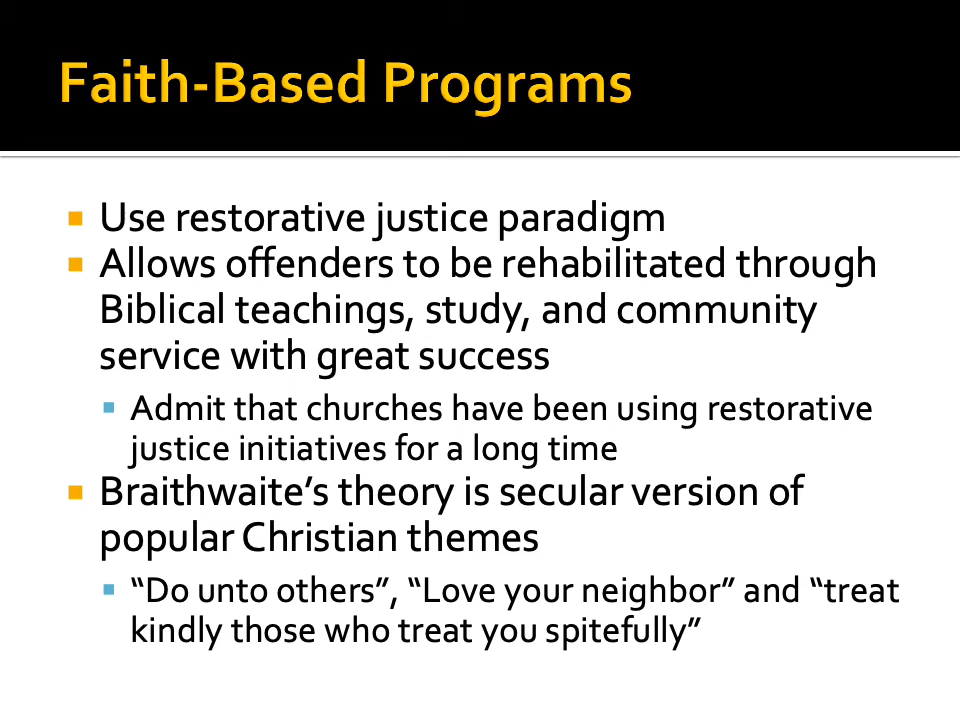 Faith-Based Programs
Use restorative justice paradigm
Allows offenders to be rehabilitated through
Biblical teachings, study, and community
service with great success
Admit that churches have been using restorative
justice initiatives for a long time
Braithwaite’s theory is secular version of
popular Christian themes
“Do unto others”, “Love your neighbor” and “treat
kindly those who treat you spitefully”